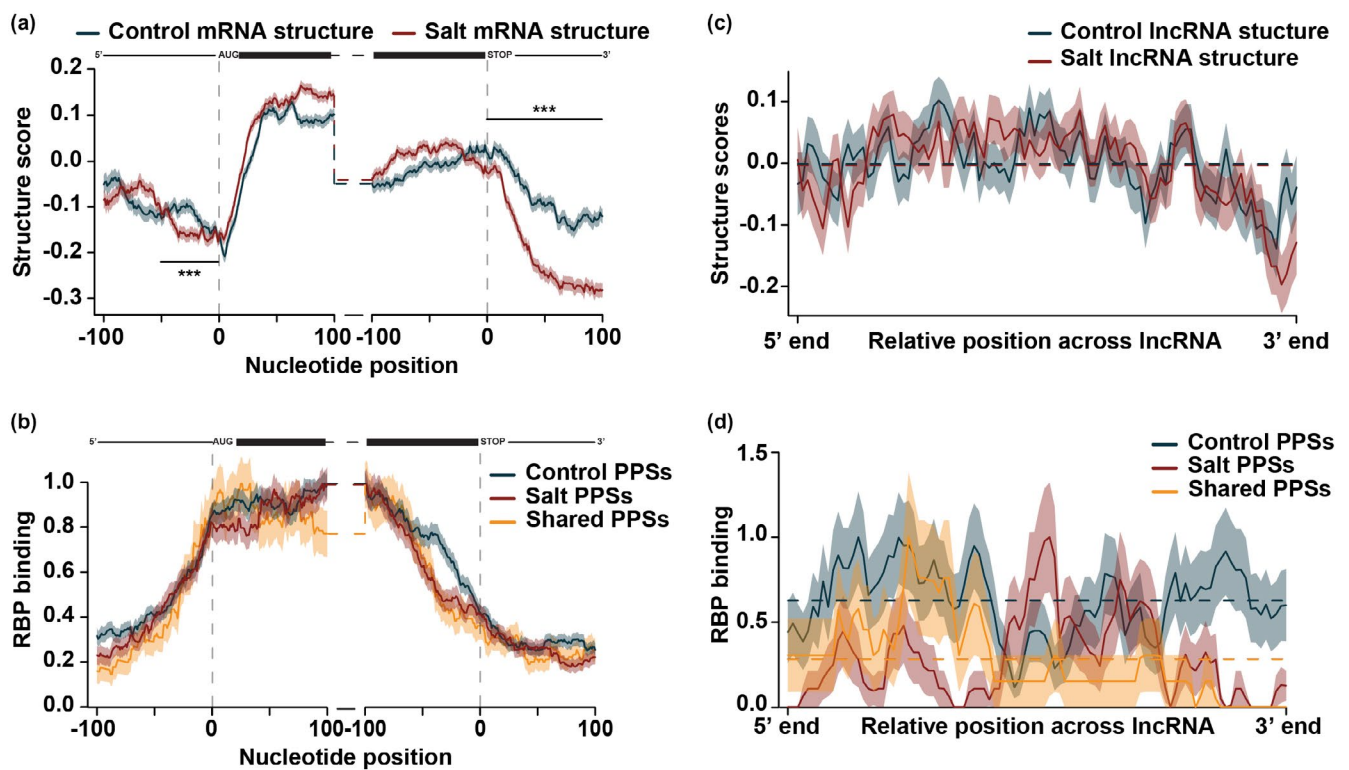 (a)
Control mRNA structure
Salt mRNA structure
5'
AUG
STOP
3'
Structure score
0.2
0.1
0.0
-0.1
-0.2
-0.3
***
***
-100
0
100
-100
0
100
Nucleotide position
(c)
Control lncRNA stucture
Salt lncRNA structure
Structure scores
0.1
0.0
-0.1
-0.2
5' end
Relative position across lncRNA
3' end
(b)
5'
AUG
STOP
3'
Control PPSs
Salt PPSs
Shared PPSs
RBP binding
1.0
0.8
0.6
0.4
0.2
0.0
-100
0
100
-100
0
100
Nucleotide position
(d)
Control PPSs
Salt PPSs
Shared PPSs
RBP binding
1.5
1.0
0.5
0.0
5' end
Relative position across lncRNA
3' end